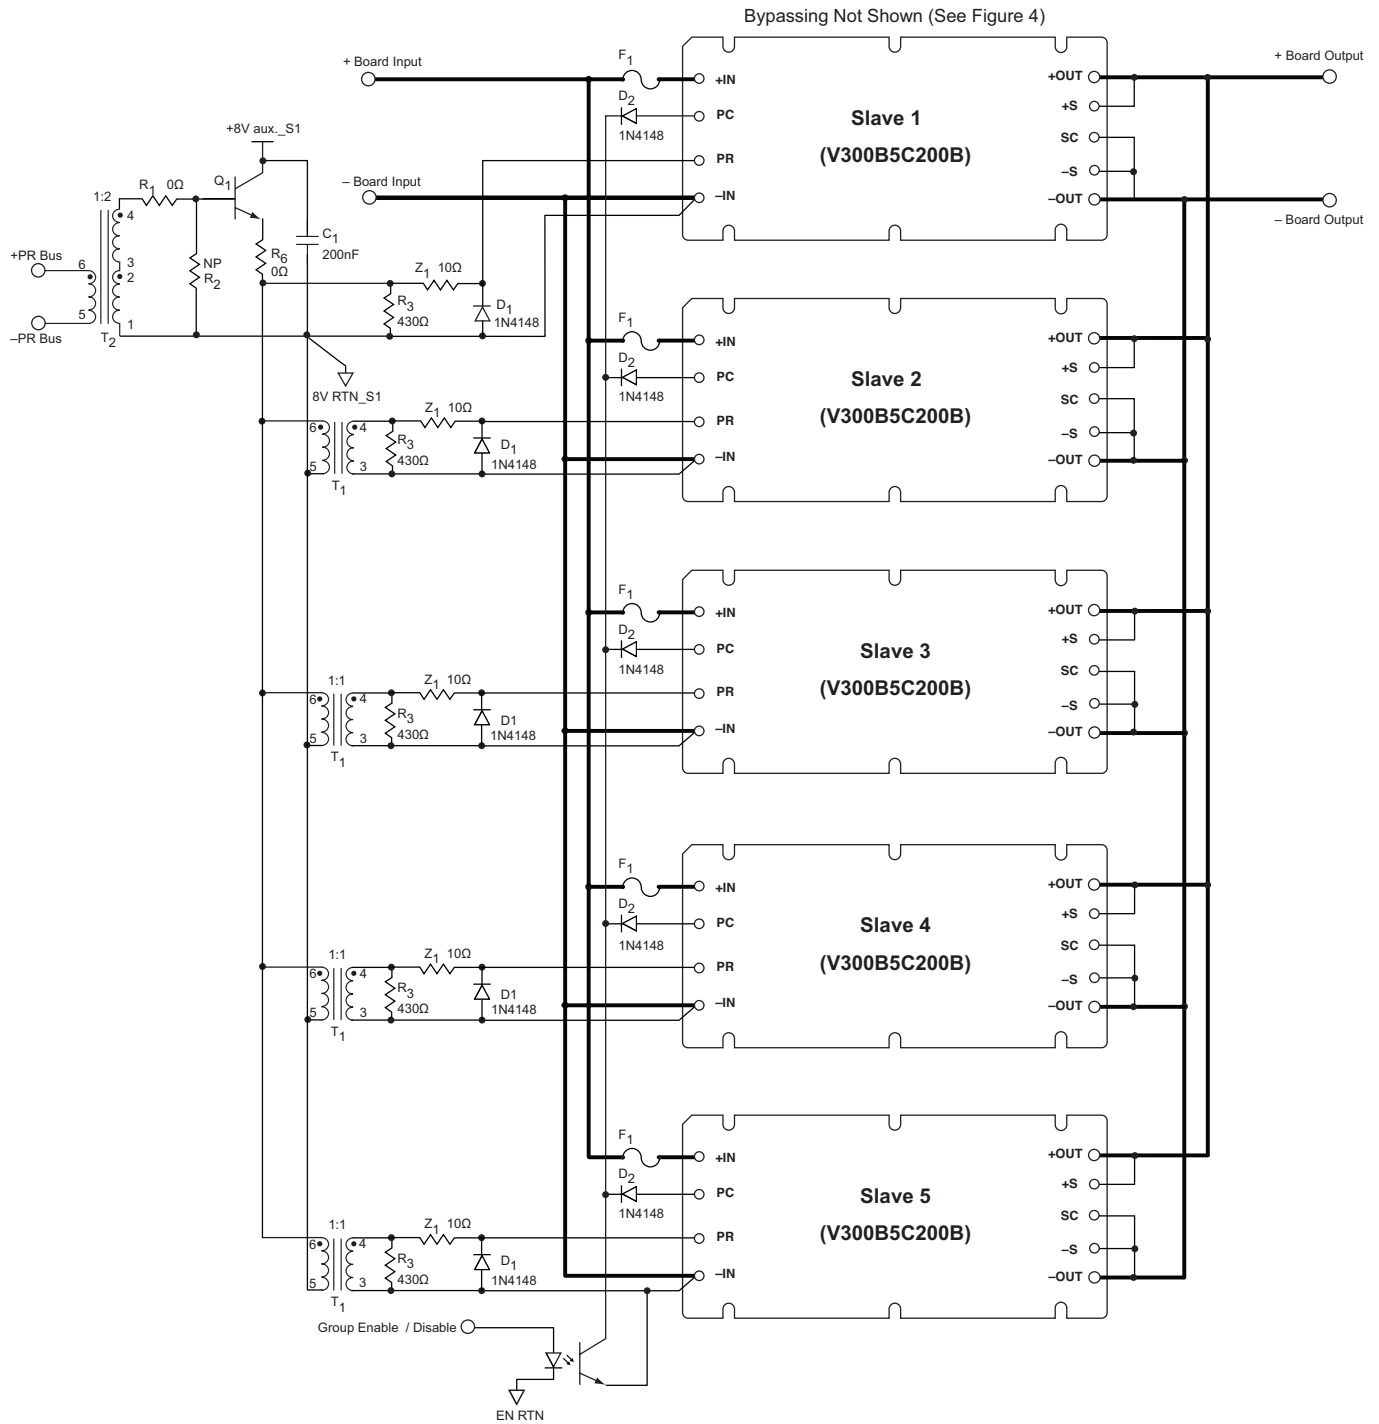 Bypassing Not Shown (See Figure 4)
+ Board Input
F1
+IN
+OUT
+ Board Output
D2
1N4148
PC
Slave 1
(V300B5C200B)
+S
SC
+8V aux._S1
PR
–S
– Board Input
–IN
–OUT
– Board Output
1:2
R1 0Ω
Q1
4
3
2
1
+PR Bus
6
5
–PR Bus
T2
NP
R2
R6
0Ω
C1
200nF
Z1 10Ω
R3
430Ω
D1
1N4148
8V RTN_S1
F1
+IN
+OUT
D2
1N4148
PC
Slave 2
(V300B5C200B)
+S
SC
Z1 10Ω
PR
–S
6
4
R3
430Ω
D1
1N4148
–IN
–OUT
5
3
T1
F1
+IN
+OUT
D2
1N4148
PC
Slave 3
(V300B5C200B)
+S
SC
1:1
Z1 10Ω
PR
–S
6
4
R3
430Ω
D1
1N4148
–IN
–OUT
5
3
T1
F1
+IN
+OUT
D2
1N4148
PC
Slave 4
(V300B5C200B)
+S
SC
1:1
Z1 10Ω
PR
–S
6
4
R3
430Ω
D1
1N4148
–IN
–OUT
5
3
T1
F1
+IN
+OUT
D2
1N4148
PC
Slave 5
(V300B5C200B)
+S
SC
1:1
Z1 10Ω
PR
–S
6
4
R3
430Ω
D1
1N4148
–IN
–OUT
5
3
T1
Group Enable / Disable
EN RTN